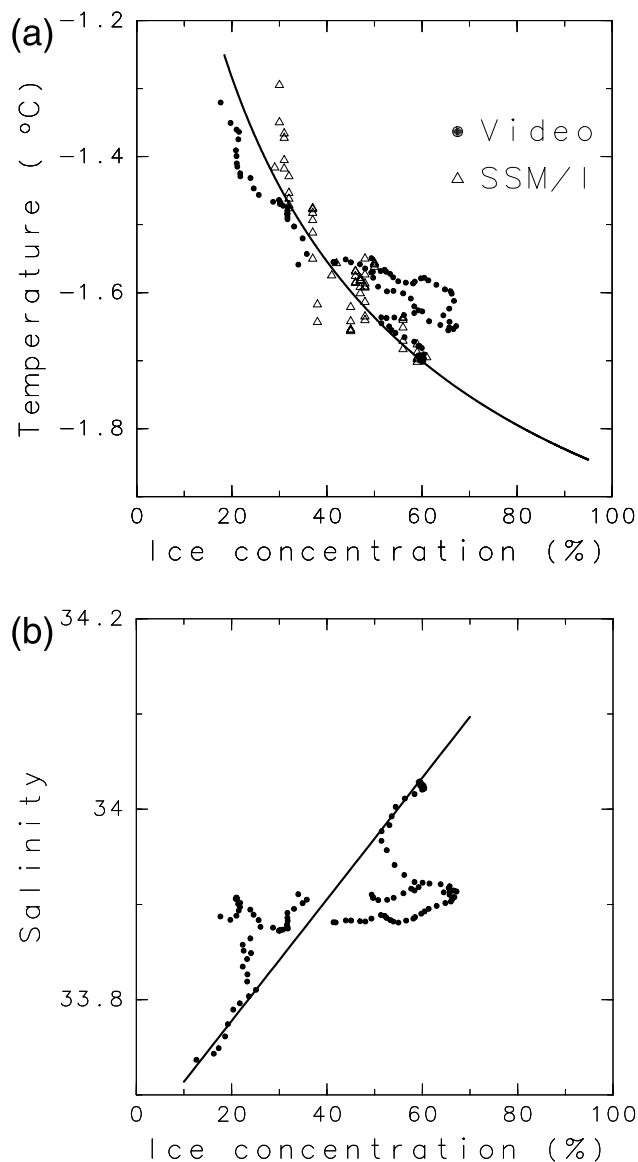 (a)
-1.2
-1.4
-1.6
-1.8
Temperature ( °C)
Video
SSM/I
0 20 40 60 80 100
Ice concentration (%)
(b)
34.2
34
33.8
Salinity
0 20 40 60 80 100
Ice concentration (%)